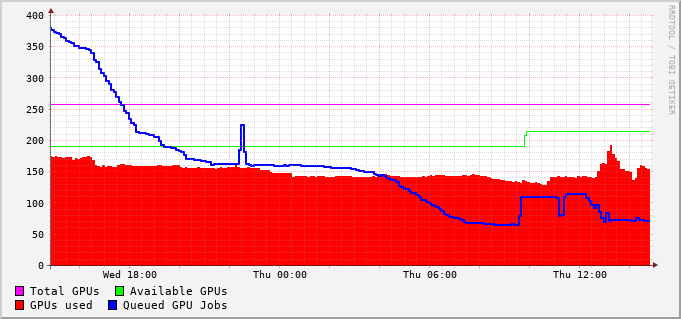 400
350
300
250
200
150
100
50
0
Wed 18:00 Thu 00:00 Thu 06:00 Thu 12:00
Total GPUs Available GPUs
GPUs used Queued GPU Jobs
RRDTOOL / TOBI OETIKER